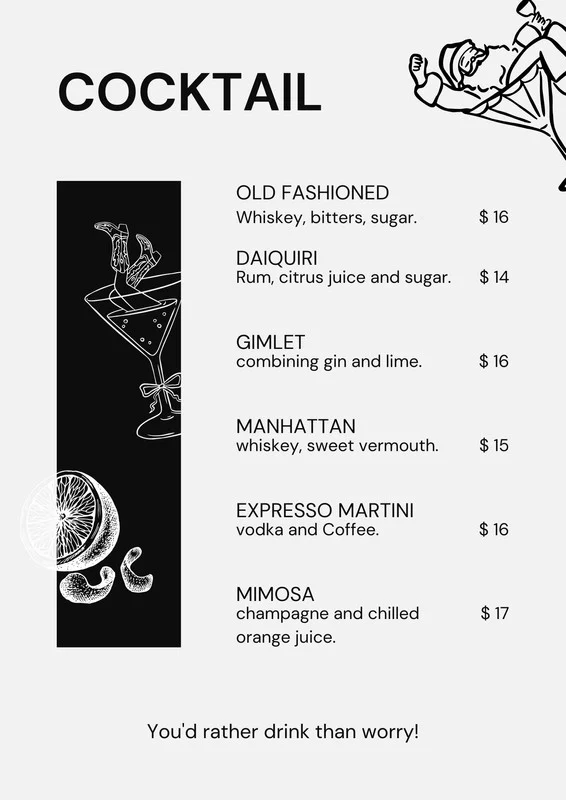 COCKTAIL
OLD FASHIONED
Whiskey, bitters, sugar. $ 16
DAIQUIRI
Rum, citrus juice and sugar. $ 14
GIMLET
combining gin and lime. $ 16
MANHATTAN
whiskey, sweet vermouth. $ 15
EXPRESSO MARTINI
vodka and Coffee. $ 16
MIMOSA
champagne and chilled $ 17
orange juice.
You'd rather drink than worry!